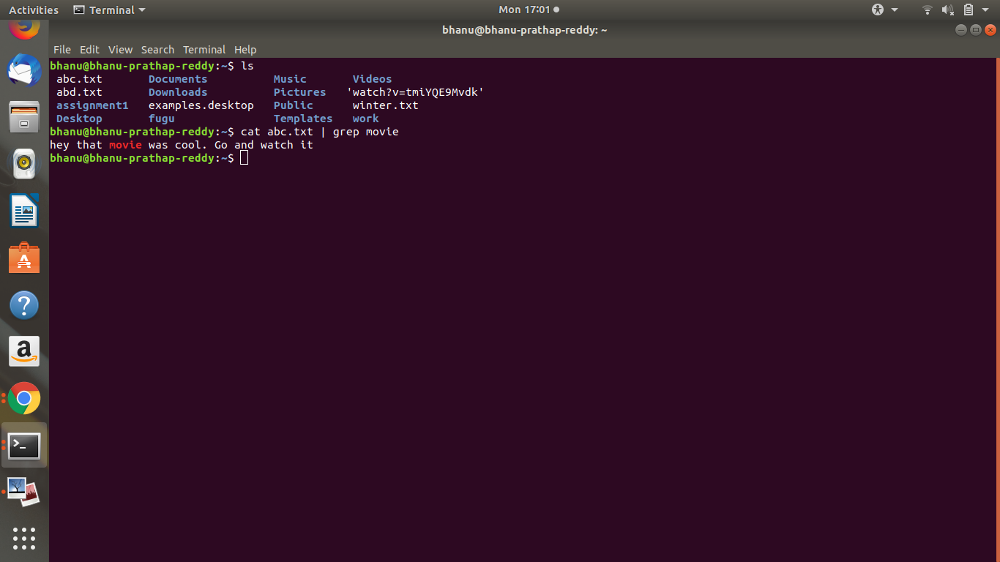 Activities Terminal Mon 17:01
bhanu@bhanu-prathap-reddy: ~
File Edit View Search Terminal Help
bhanu@bhanu-prathap-reddy:~$ ls
abc.txt Documents Music Videos
abd.txt Downloads Pictures 'watch?v=tmiYQE9Mvdk'
assignment1 examples.desktop Public winter.txt
Desktop fugu Templates work
bhanu@bhanu-prathap-reddy:~$ cat abc.txt | grep movie
hey that movie was cool. Go and watch it
bhanu@bhanu-prathap-reddy:~$